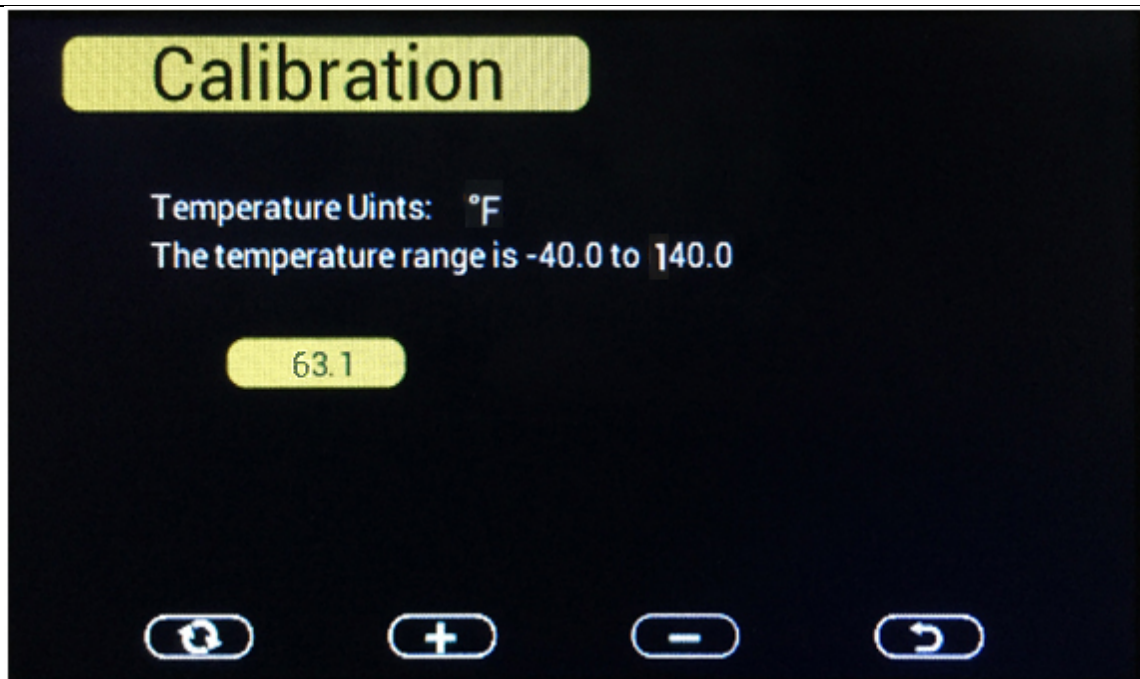 Calibration
Temperature Uints: °F
The temperature range is -40.0 to 140.0
63.1